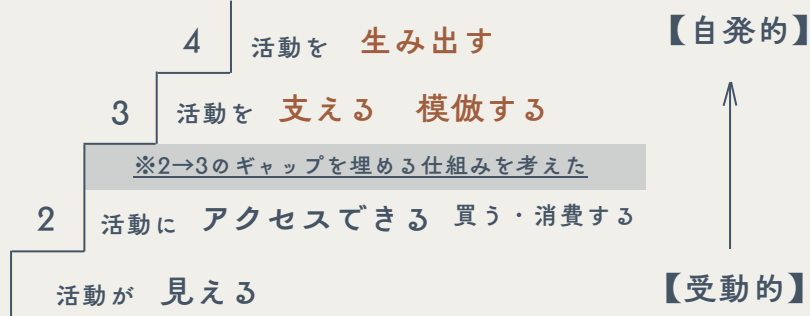 4 活動を 生み出す 【自発的】
3 活動を 支える 模倣する
※2→3のギャップを埋める仕組みを考えた
2 活動に アクセスできる 買う・消費する
活動が 見える 【受動的】